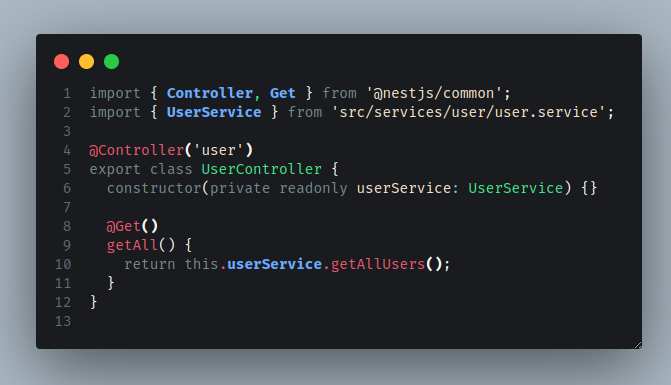 1 import { Controller, Get } from '@nestjs/common';
2 import { UserService } from 'src/services/user/user.service';
3
4 @Controller('user')
5 export class UserController {
6   constructor(private readonly userService: UserService) {}
7
8   @Get()
9   getAll() {
10     return this.userService.getAllUsers();
11   }
12 }
13